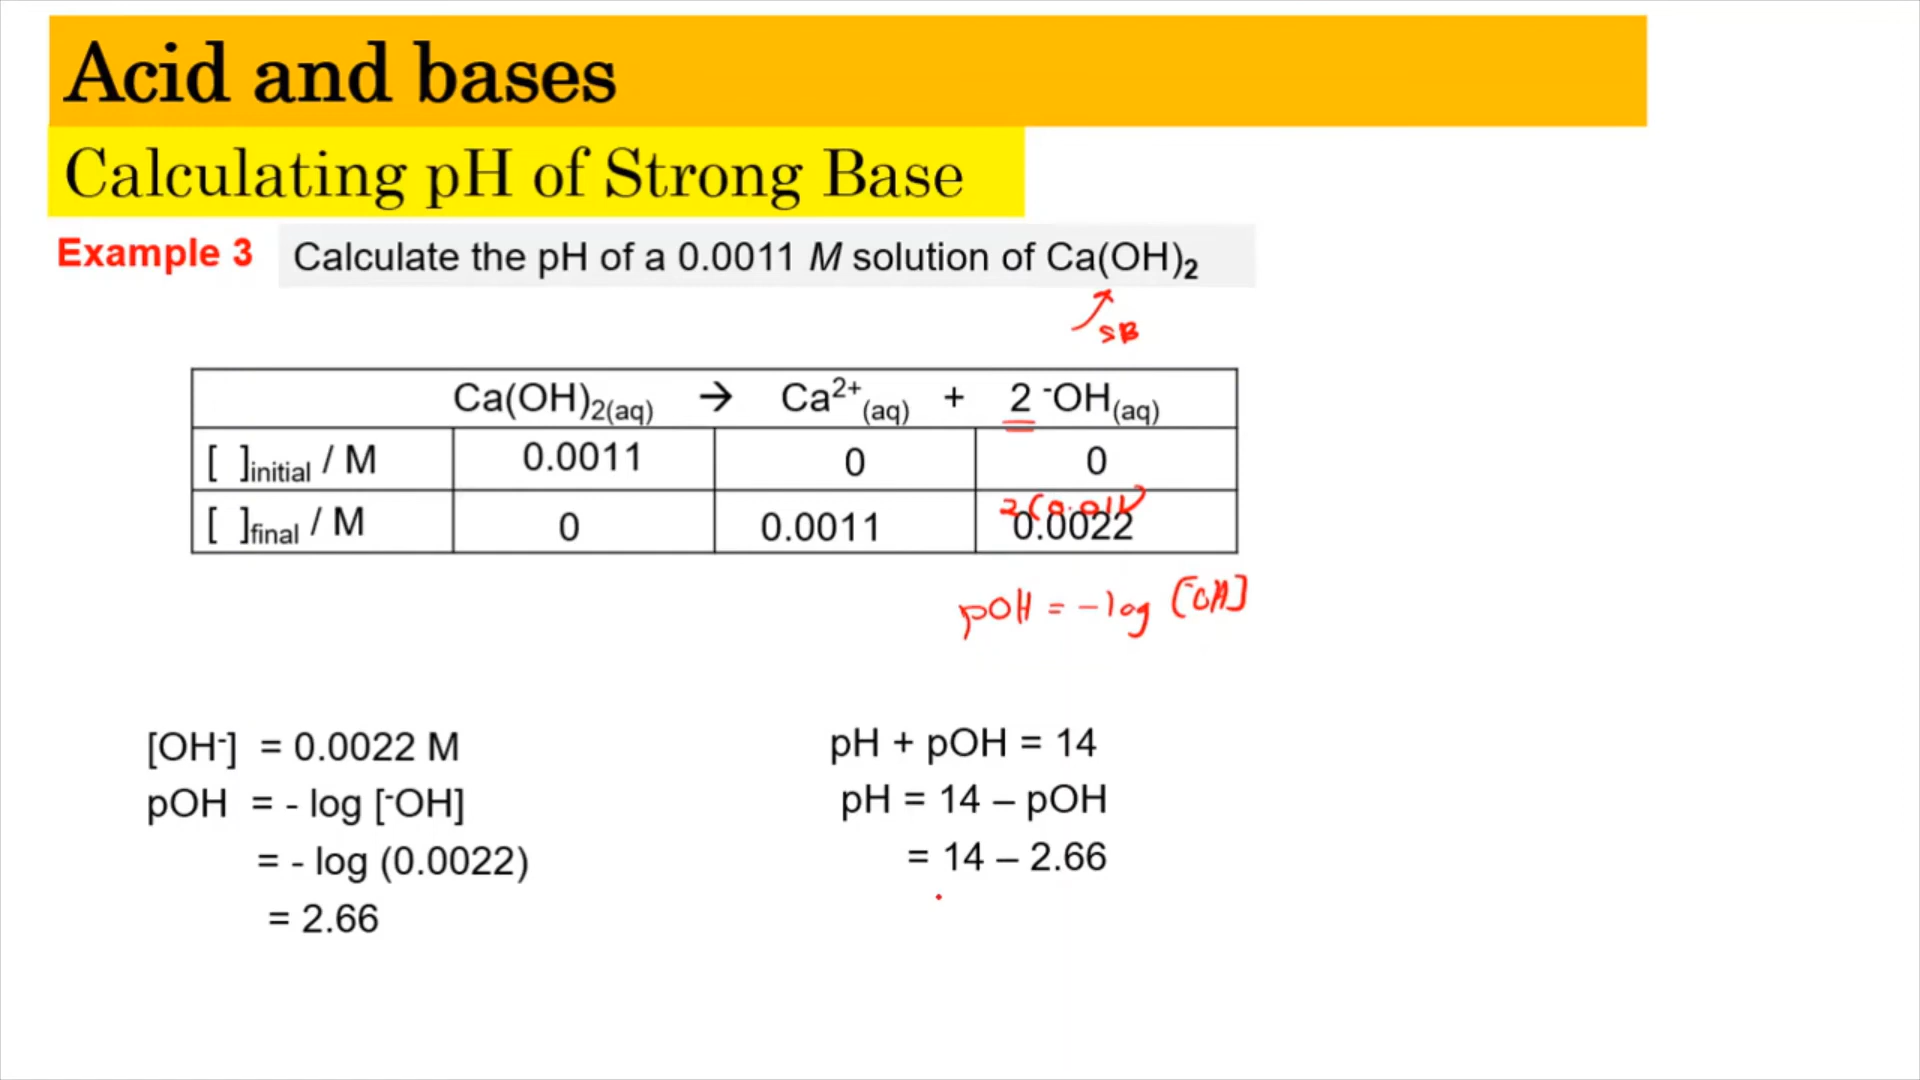 Acid and bases
Calculating pH of Strong Base
Example 3 Calculate the pH of a 0.0011 M solution of Ca(OH)₂
SB
Ca(OH)₂(aq) → Ca²⁺(aq) + 2 ⁻OH(aq)
[ ]initial / M 0.0011 0 0
2(0.011)
[ ]final / M 0 0.0011 0.0022
pOH = -log [⁻OH]
[OH⁻] = 0.0022 M
pOH = - log [⁻OH]
= - log (0.0022)
= 2.66
pH + pOH = 14
pH = 14 – pOH
= 14 – 2.66